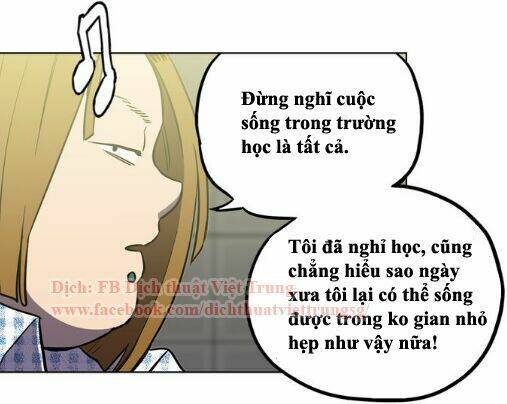 Đừng nghĩ cuộc
sống trong trường
học là tất cả.
Tôi đã nghỉ học, cũng
chẳng hiểu sao ngày
xưa tôi lại có thể sống
được trong ko gian nhỏ
hẹp như vậy nữa!
Dịch: FB Dịch thuật Việt Trung
www.facebook.com/dichthuatviettrungsg/